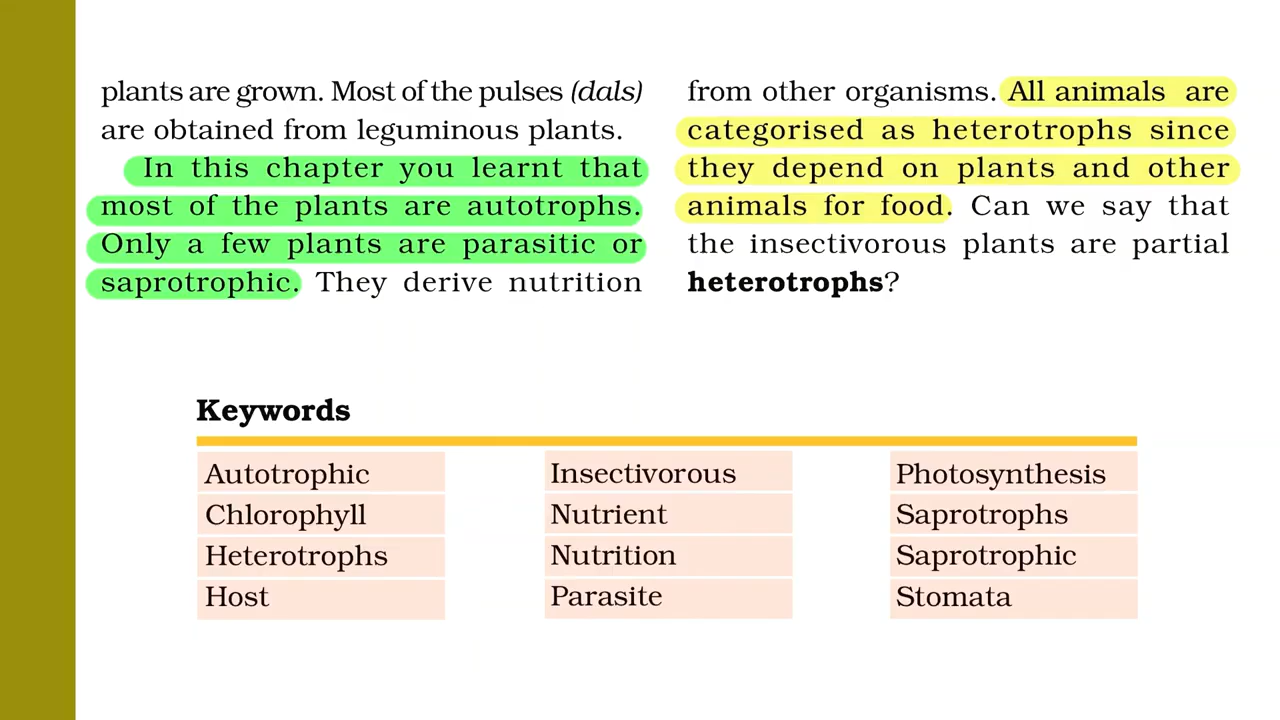 plants are grown. Most of the pulses (dals)
are obtained from leguminous plants.
In this chapter you learnt that
most of the plants are autotrophs.
Only a few plants are parasitic or
saprotrophic. They derive nutrition
from other organisms. All animals are
categorised as heterotrophs since
they depend on plants and other
animals for food. Can we say that
the insectivorous plants are partial
heterotrophs?
Keywords
Autotrophic
Chlorophyll
Heterotrophs
Host
Insectivorous
Nutrient
Nutrition
Parasite
Photosynthesis
Saprotrophs
Saprotrophic
Stomata